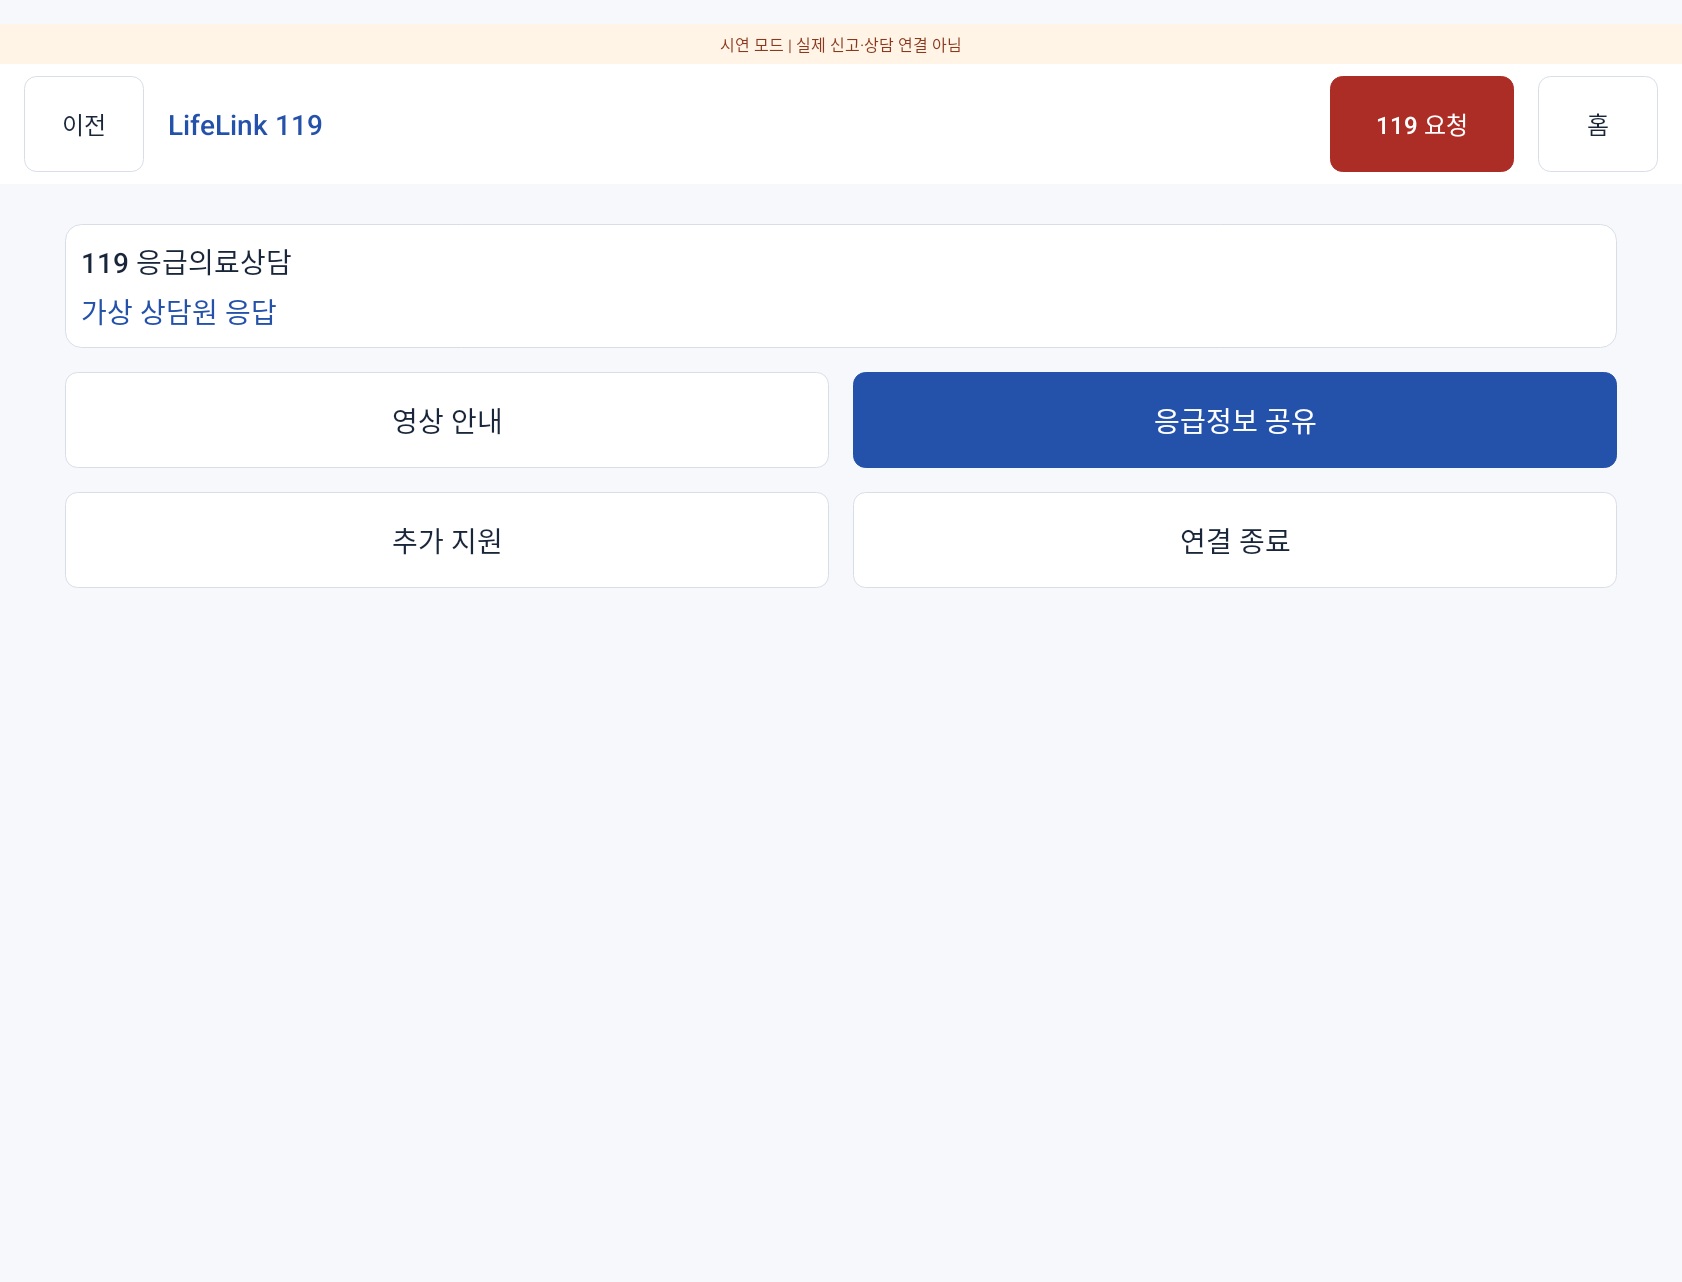 시연 모드 | 실제 신고·상담 연결 아님
이전
LifeLink 119
119 요청
홈
119 응급의료상담
가상 상담원 응답
영상 안내
응급정보 공유
추가 지원
연결 종료